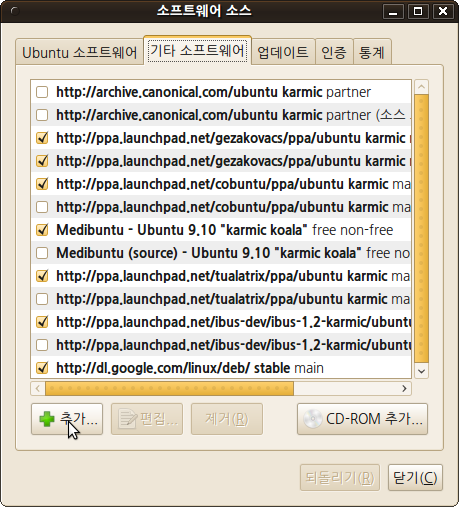 소프트웨어 소스
Ubuntu 소프트웨어 기타 소프트웨어 업데이트 인증 통계
http://archive.canonical.com/ubuntu karmic partner
http://archive.canonical.com/ubuntu karmic partner (소스
http://ppa.launchpad.net/gezakovacs/ppa/ubuntu karmic
http://ppa.launchpad.net/gezakovacs/ppa/ubuntu karmic
http://ppa.launchpad.net/cobuntu/ppa/ubuntu karmic ma
http://ppa.launchpad.net/cobuntu/ppa/ubuntu karmic ma
Medibuntu - Ubuntu 9.10 "karmic koala" free non-free
Medibuntu (source) - Ubuntu 9.10 "karmic koala" free no
http://ppa.launchpad.net/tualatrix/ppa/ubuntu karmic ma
http://ppa.launchpad.net/tualatrix/ppa/ubuntu karmic ma
http://ppa.launchpad.net/ibus-dev/ibus-1.2-karmic/ubuntu
http://ppa.launchpad.net/ibus-dev/ibus-1.2-karmic/ubuntu
http://dl.google.com/linux/deb/ stable main
추가... 편집... 제거(R) CD-ROM 추가...
되돌리기(R) 닫기(C)